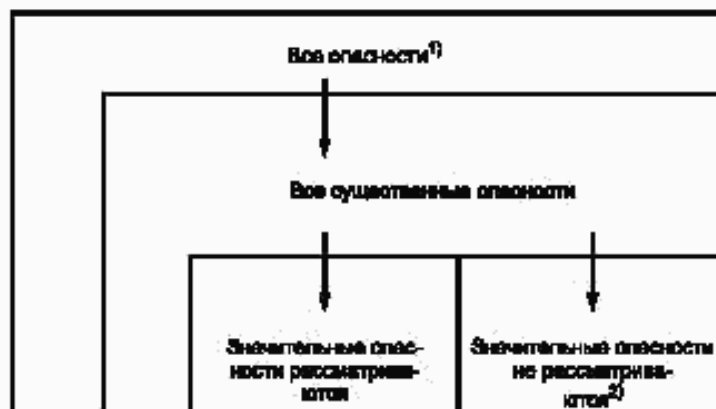 Все опасности1)
Все существенные опасности
Значительные опас-
ности рассматрива-
ются
Значительные опасности
не рассматрива-
ются2)